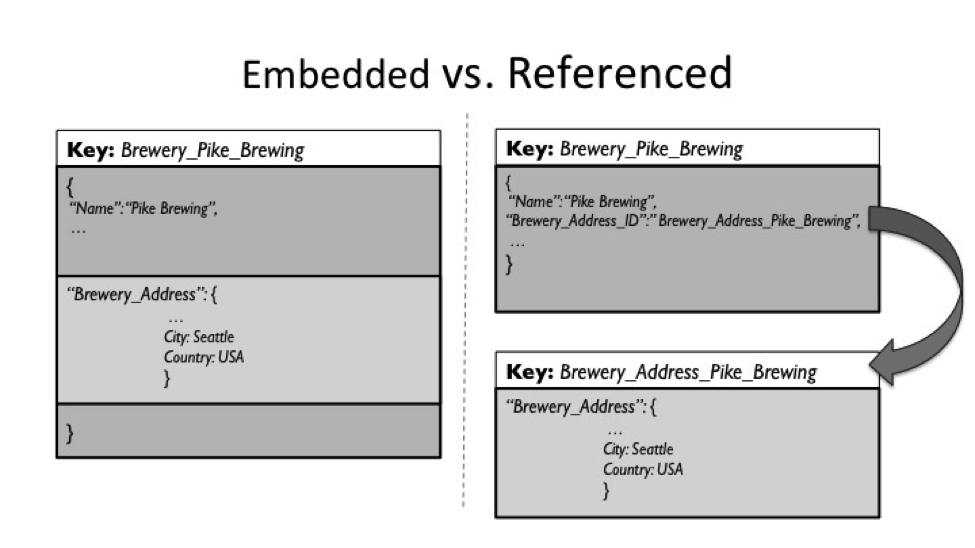 Embedded vs. Referenced
Key: Brewery_Pike_Brewing
{
“Name”:“Pike Brewing”,
…
“Brewery_Address”: {
…
City: Seattle
Country: USA
}
}
Key: Brewery_Pike_Brewing
{
“Name”:“Pike Brewing”,
“Brewery_Address_ID”:” Brewery_Address_Pike_Brewing”,
…
}
Key: Brewery_Address_Pike_Brewing
“Brewery_Address”: {
…
City: Seattle
Country: USA
}